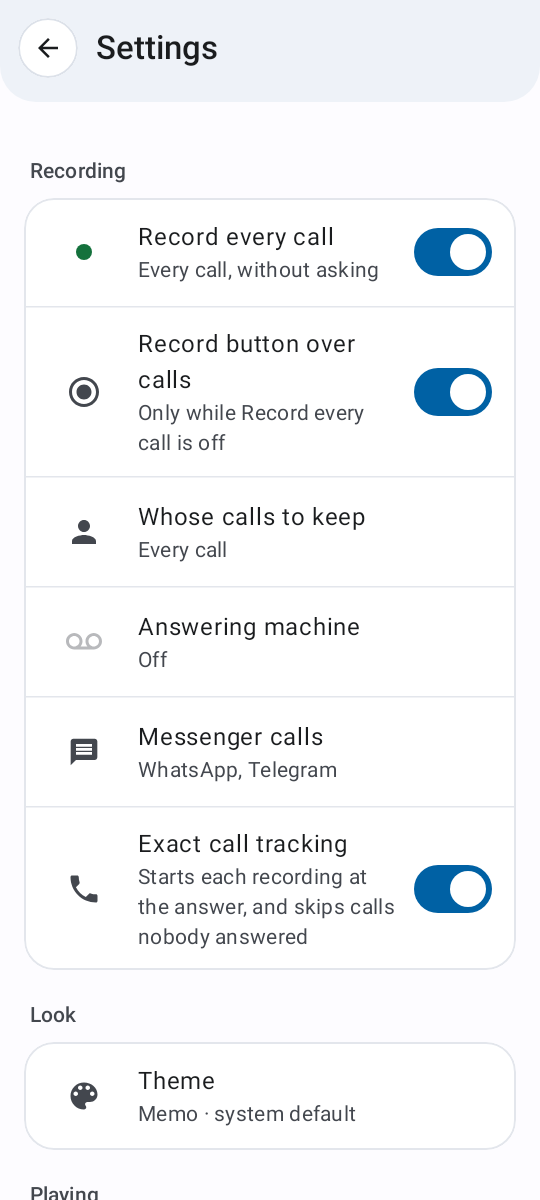 Settings
Recording
Record every call
Every call, without asking
Record button over
calls
Only while Record every
call is off
Whose calls to keep
Every call
Answering machine
Off
Messenger calls
WhatsApp, Telegram
Exact call tracking
Starts each recording at
the answer, and skips calls
nobody answered
Look
Theme
Memo · system default
Playing